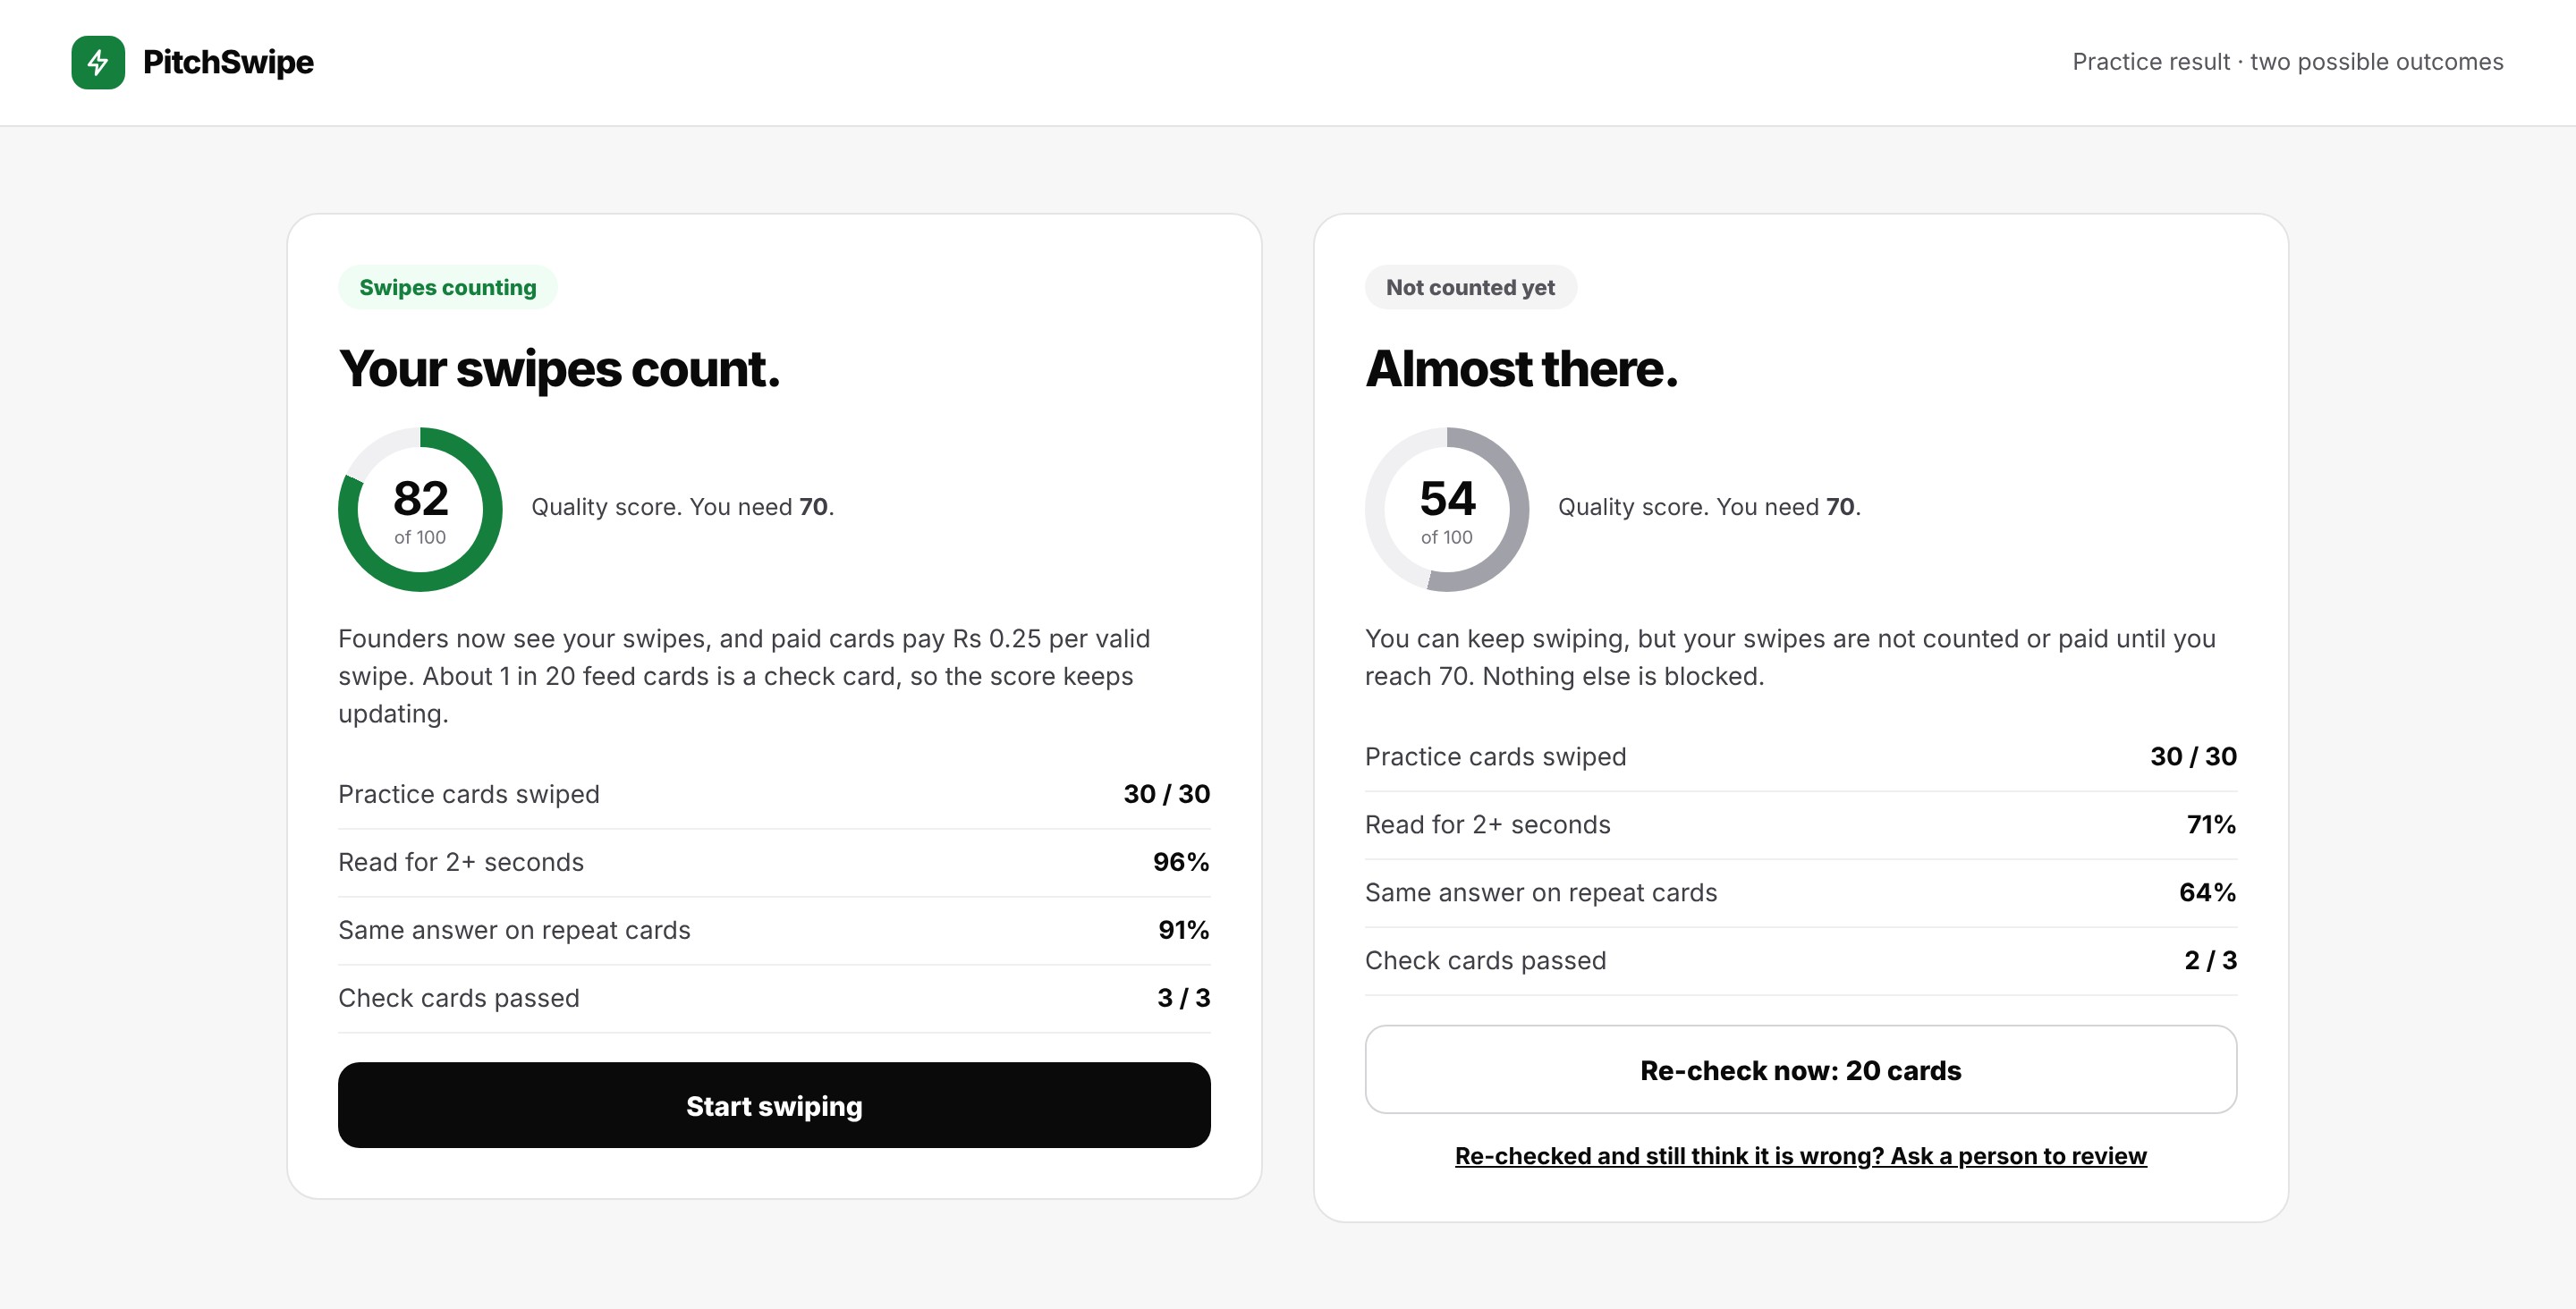 PitchSwipe
Practice result · two possible outcomes
Swipes counting
Your swipes count.
82
of 100
Quality score. You need 70.
Founders now see your swipes, and paid cards pay Rs 0.25 per valid
swipe. About 1 in 20 feed cards is a check card, so the score keeps
updating.
Practice cards swiped 30 / 30
Read for 2+ seconds 96%
Same answer on repeat cards 91%
Check cards passed 3 / 3
Start swiping
Not counted yet
Almost there.
54
of 100
Quality score. You need 70.
You can keep swiping, but your swipes are not counted or paid until you
reach 70. Nothing else is blocked.
Practice cards swiped 30 / 30
Read for 2+ seconds 71%
Same answer on repeat cards 64%
Check cards passed 2 / 3
Re-check now: 20 cards
Re-checked and still think it is wrong? Ask a person to review